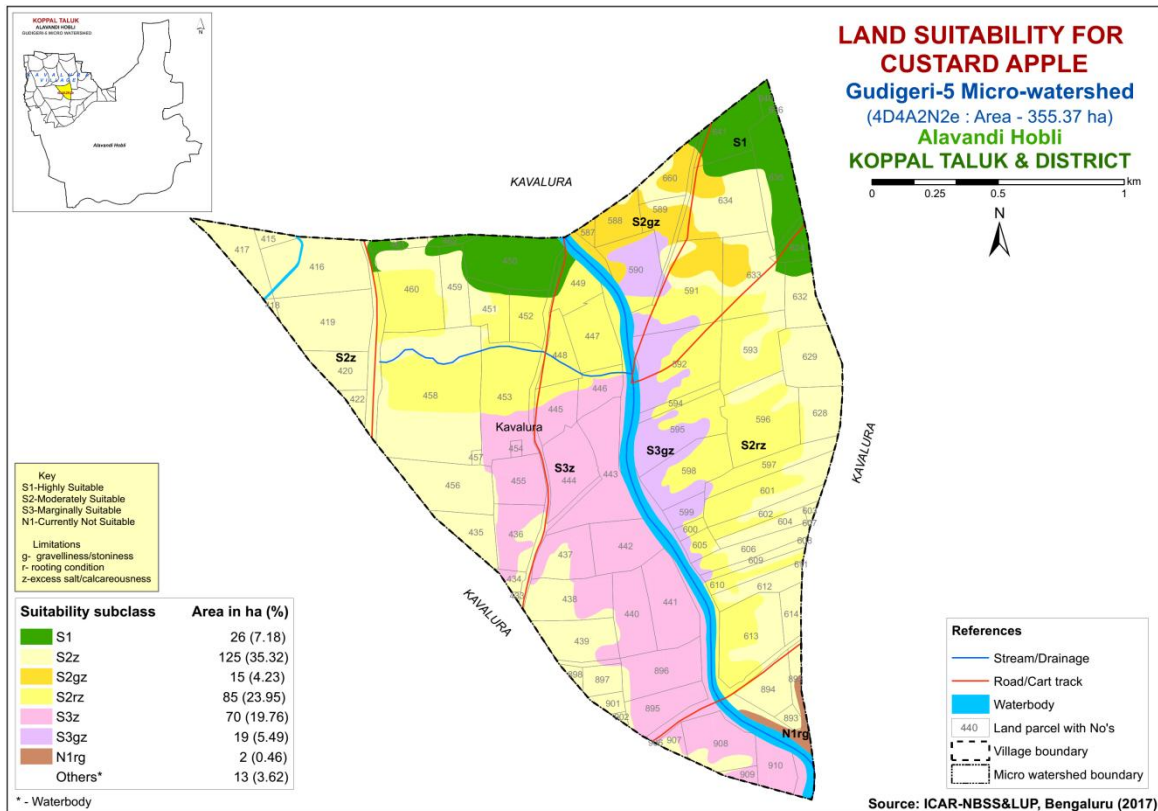 KOPPAL TALUK
ALAVANDI HOBLI
GUDIGERI-5 MICRO-WATERSHED
N
KAVALURA
VILLAGE
Alavandi Hobli
LAND SUITABILITY FOR
CUSTARD APPLE
Gudigeri-5 Micro-watershed
(4D4A2N2e : Area - 355.37 ha)
Alavandi Hobli
KOPPAL TALUK & DISTRICT
km
0 0.25 0.5 1
N
KAVALURA
S1
660
634
589
588
S2gz
587
590
633
591
632
415
417
416
418
419
460
459
449
451
452
447
448
593
629
S2z
420
592
422
458
453
446
445
594
596
628
Kavalura
595
S2rz
454
S3gz
KAVALURA
457
S3z
443
598
597
455
444
456
601
599
602
604
607
435
436
600
605
606
608
442
437
609
611
434
610
612
438
441
440
614
439
613
KAVALURA
896
898
897
894
901
902
895
893
N1rg
907
908
910
909
Key
S1-Highly Suitable
S2-Moderately Suitable
S3-Marginally Suitable
N1-Currently Not Suitable
Limitations
g- gravelliness/stoniness
r- rooting condition
z-excess salt/calcareousness
Suitability subclass Area in ha (%)
S1 26 (7.18)
S2z 125 (35.32)
S2gz 15 (4.23)
S2rz 85 (23.95)
S3z 70 (19.76)
S3gz 19 (5.49)
N1rg 2 (0.46)
Others* 13 (3.62)
* - Waterbody
References
Stream/Drainage
Road/Cart track
Waterbody
440 Land parcel with No's
Village boundary
Micro watershed boundary
Source: ICAR-NBSS&LUP, Bengaluru (2017)